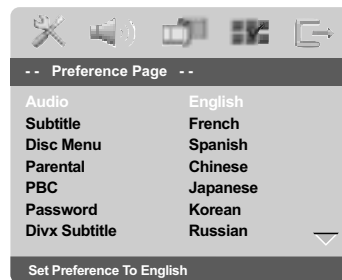 - - Preference Page - -
Audio English
Subtitle French
Disc Menu Spanish
Parental Chinese
PBC Japanese
Password Korean
Divx Subtitle Russian
Set Preference To English